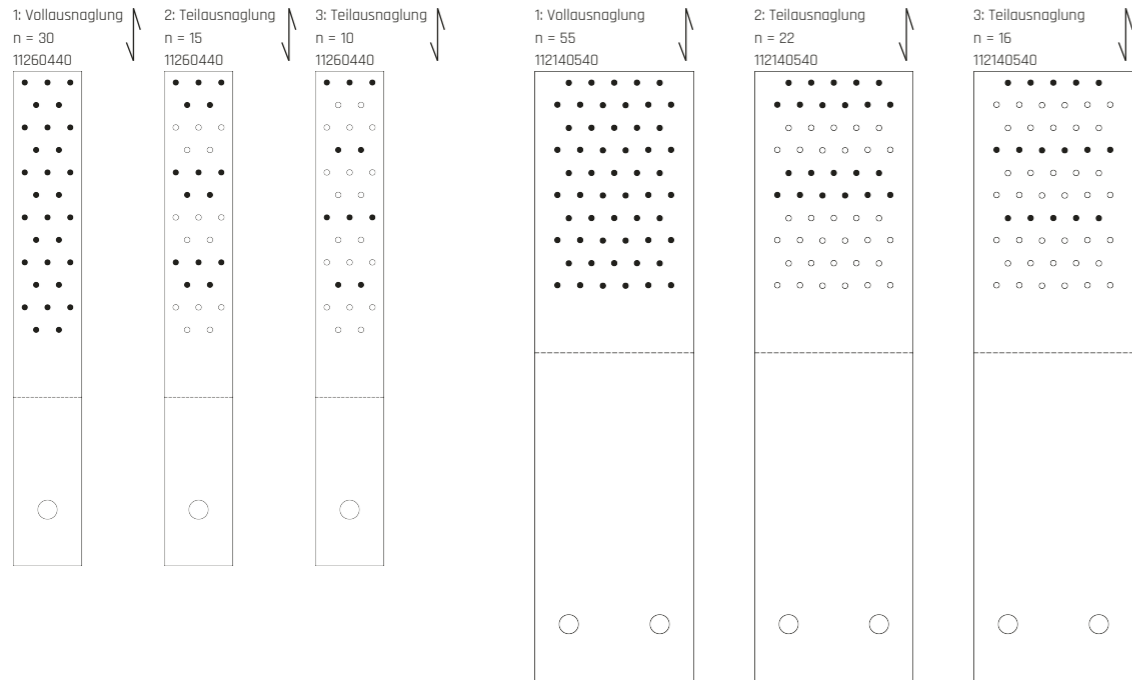 1: Vollausnaglung
n = 30
11260440
2: Teilausnaglung
n = 15
11260440
3: Teilausnaglung
n = 10
11260440
1: Vollausnaglung
n = 55
112140540
2: Teilausnaglung
n = 22
112140540
3: Teilausnaglung
n = 16
112140540